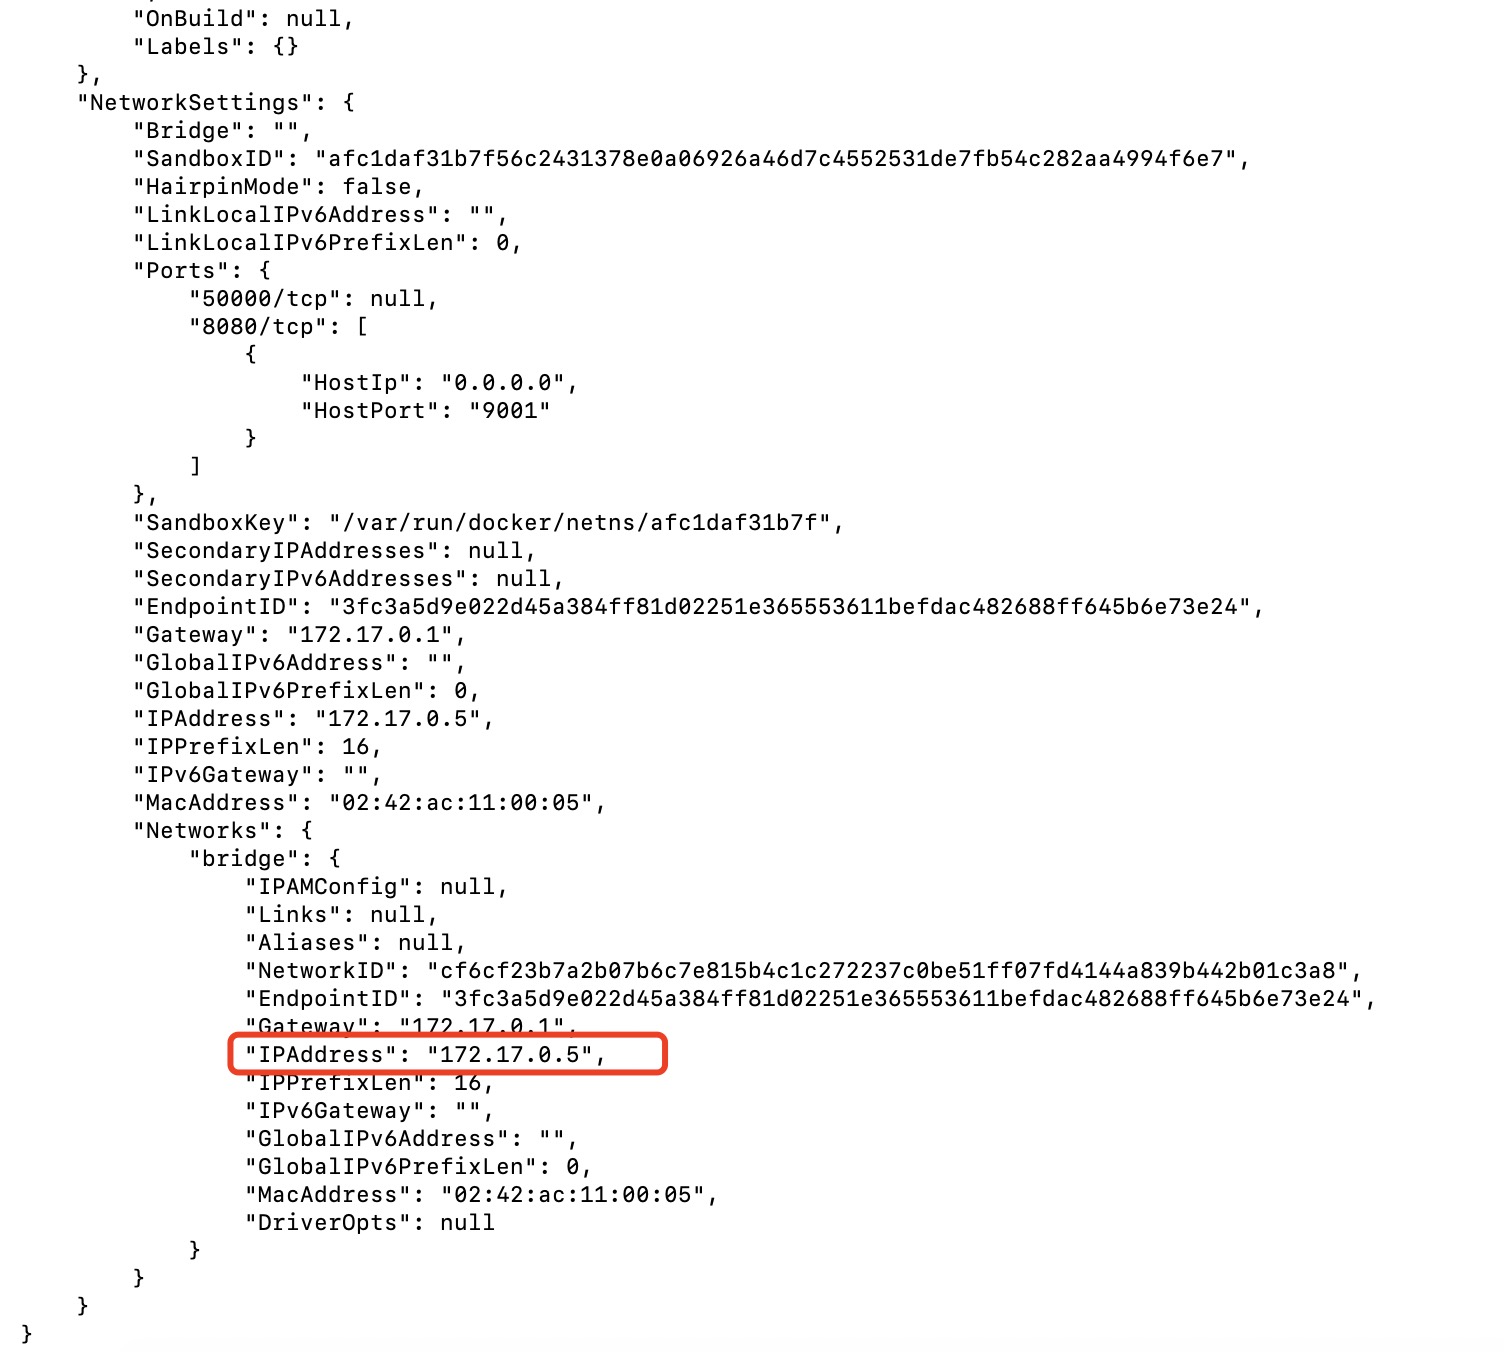 "OnBuild": null,
"Labels": {}
},
"NetworkSettings": {
"Bridge": "",
"SandboxID": "afc1daf31b7f56c2431378e0a06926a46d7c4552531de7fb54c282aa4994f6e7",
"HairpinMode": false,
"LinkLocalIPv6Address": "",
"LinkLocalIPv6PrefixLen": 0,
"Ports": {
"50000/tcp": null,
"8080/tcp": [
{
"HostIp": "0.0.0.0",
"HostPort": "9001"
}
]
},
"SandboxKey": "/var/run/docker/netns/afc1daf31b7f",
"SecondaryIPAddresses": null,
"SecondaryIPv6Addresses": null,
"EndpointID": "3fc3a5d9e022d45a384ff81d02251e365553611befdac482688ff645b6e73e24",
"Gateway": "172.17.0.1",
"GlobalIPv6Address": "",
"GlobalIPv6PrefixLen": 0,
"IPAddress": "172.17.0.5",
"IPPrefixLen": 16,
"IPv6Gateway": "",
"MacAddress": "02:42:ac:11:00:05",
"Networks": {
"bridge": {
"IPAMConfig": null,
"Links": null,
"Aliases": null,
"NetworkID": "cf6cf23b7a2b07b6c7e815b4c1c272237c0be51ff07fd4144a839b442b01c3a8",
"EndpointID": "3fc3a5d9e022d45a384ff81d02251e365553611befdac482688ff645b6e73e24",
"Gateway": "172.17.0.1",
"IPAddress": "172.17.0.5",
"IPPrefixLen": 16,
"IPv6Gateway": "",
"GlobalIPv6Address": "",
"GlobalIPv6PrefixLen": 0,
"MacAddress": "02:42:ac:11:00:05",
"DriverOpts": null
}
}
}
}